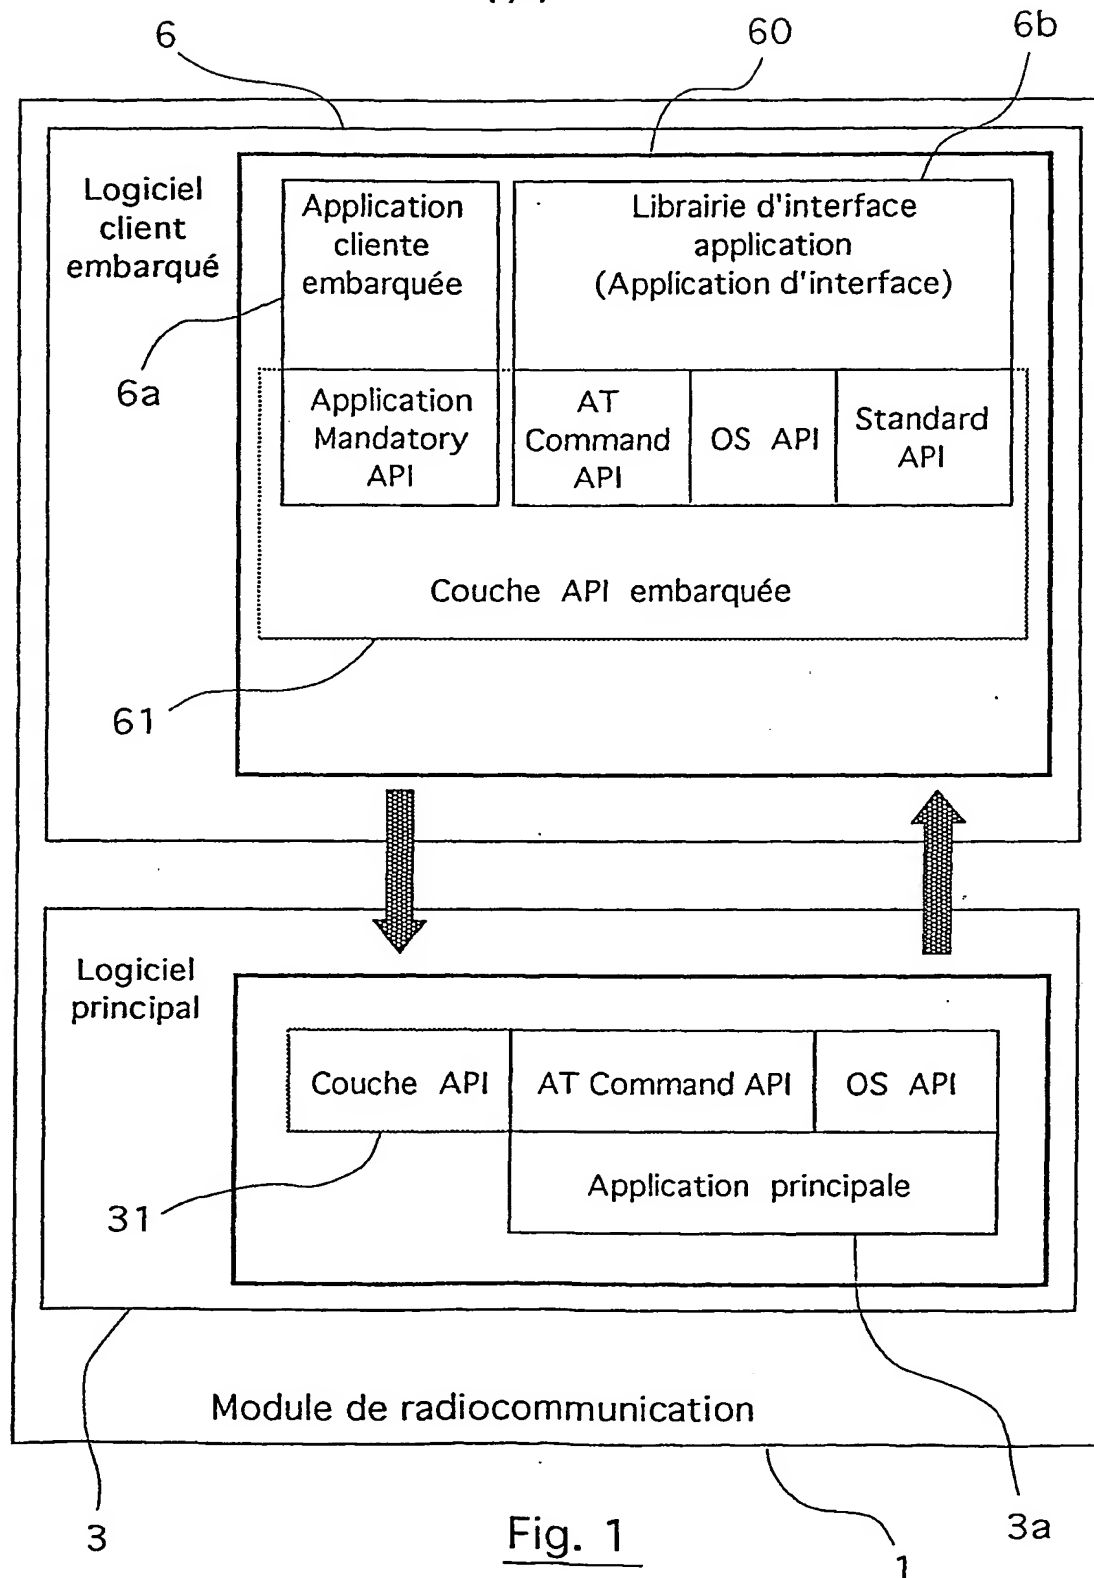 6
60
6b
Logiciel
client
embarqué
Application
cliente
embarquée
Librairie d'interface
application
(Application d'interface)
6a
Application
Mandatory
API
AT
Command
API
OS API
Standard
API
Couche API embarquée
61
Logiciel
principal
Couche API
AT Command API
OS API
Application principale
31
Module de radiocommunication
3
Fig. 1
3a
1